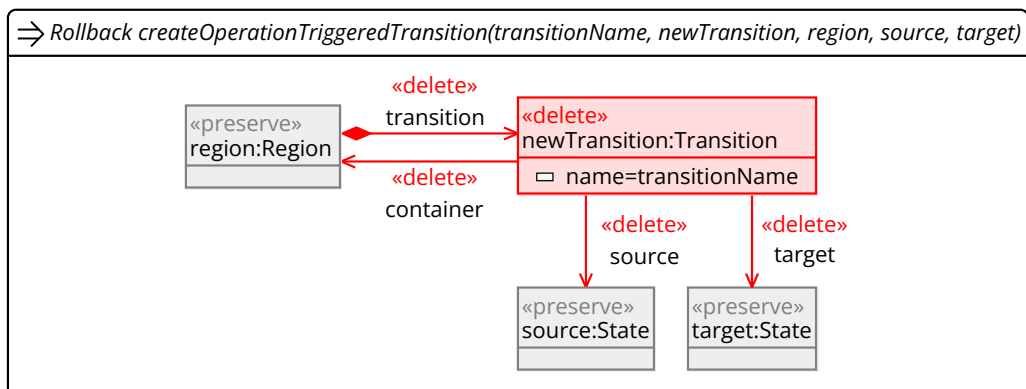 Rollback createOperationTriggeredTransition(transitionName, newTransition, region, source, target)
«delete»
transition
«preserve»
region:Region
«delete»
newTransition:Transition
name=transitionName
«delete»
container
«delete»
source
«delete»
target
«preserve»
source:State
«preserve»
target:State